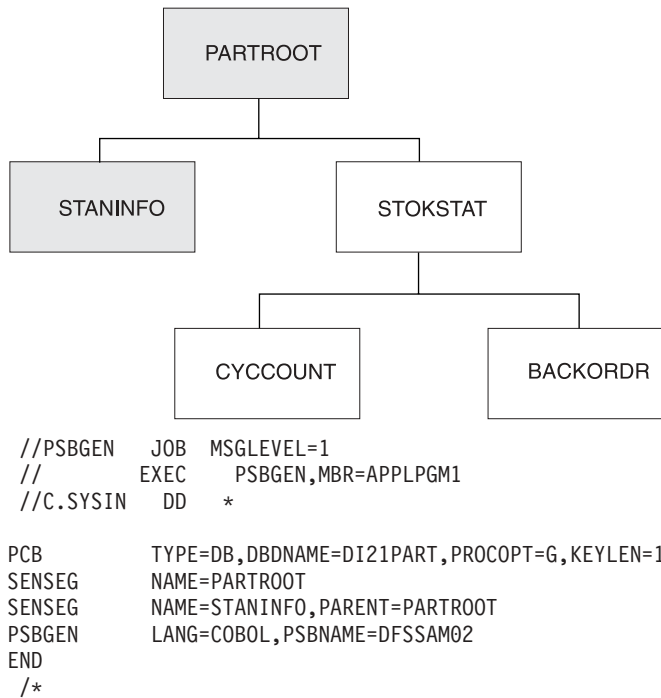 PARTROOT
STANINFO STOKSTAT
CYCCOUNT BACKORDR
//PSBGEN JOB MSGLEVEL=1
// EXEC PSBGEN,MBR=APPLPGM1
//C.SYSIN DD *
PCB TYPE=DB,DBDNAME=DI21PART,PROCOPT=G,KEYLEN=1
SENSEG NAME=PARTROOT
SENSEG NAME=STANINFO,PARENT=PARTROOT
PSBGEN LANG=COBOL,PSBNAME=DFSSAM02
END
/*